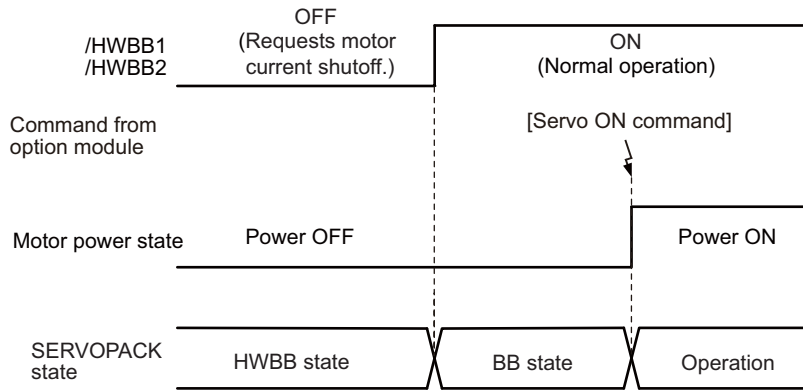 OFF
(Requests motor
current shutoff.)
/HWBB1
/HWBB2
ON
(Normal operation)
Command from
option module
[Servo ON command]
Motor power state
Power OFF
Power ON
SERVOPACK
state
HWBB state
BB state
Operation